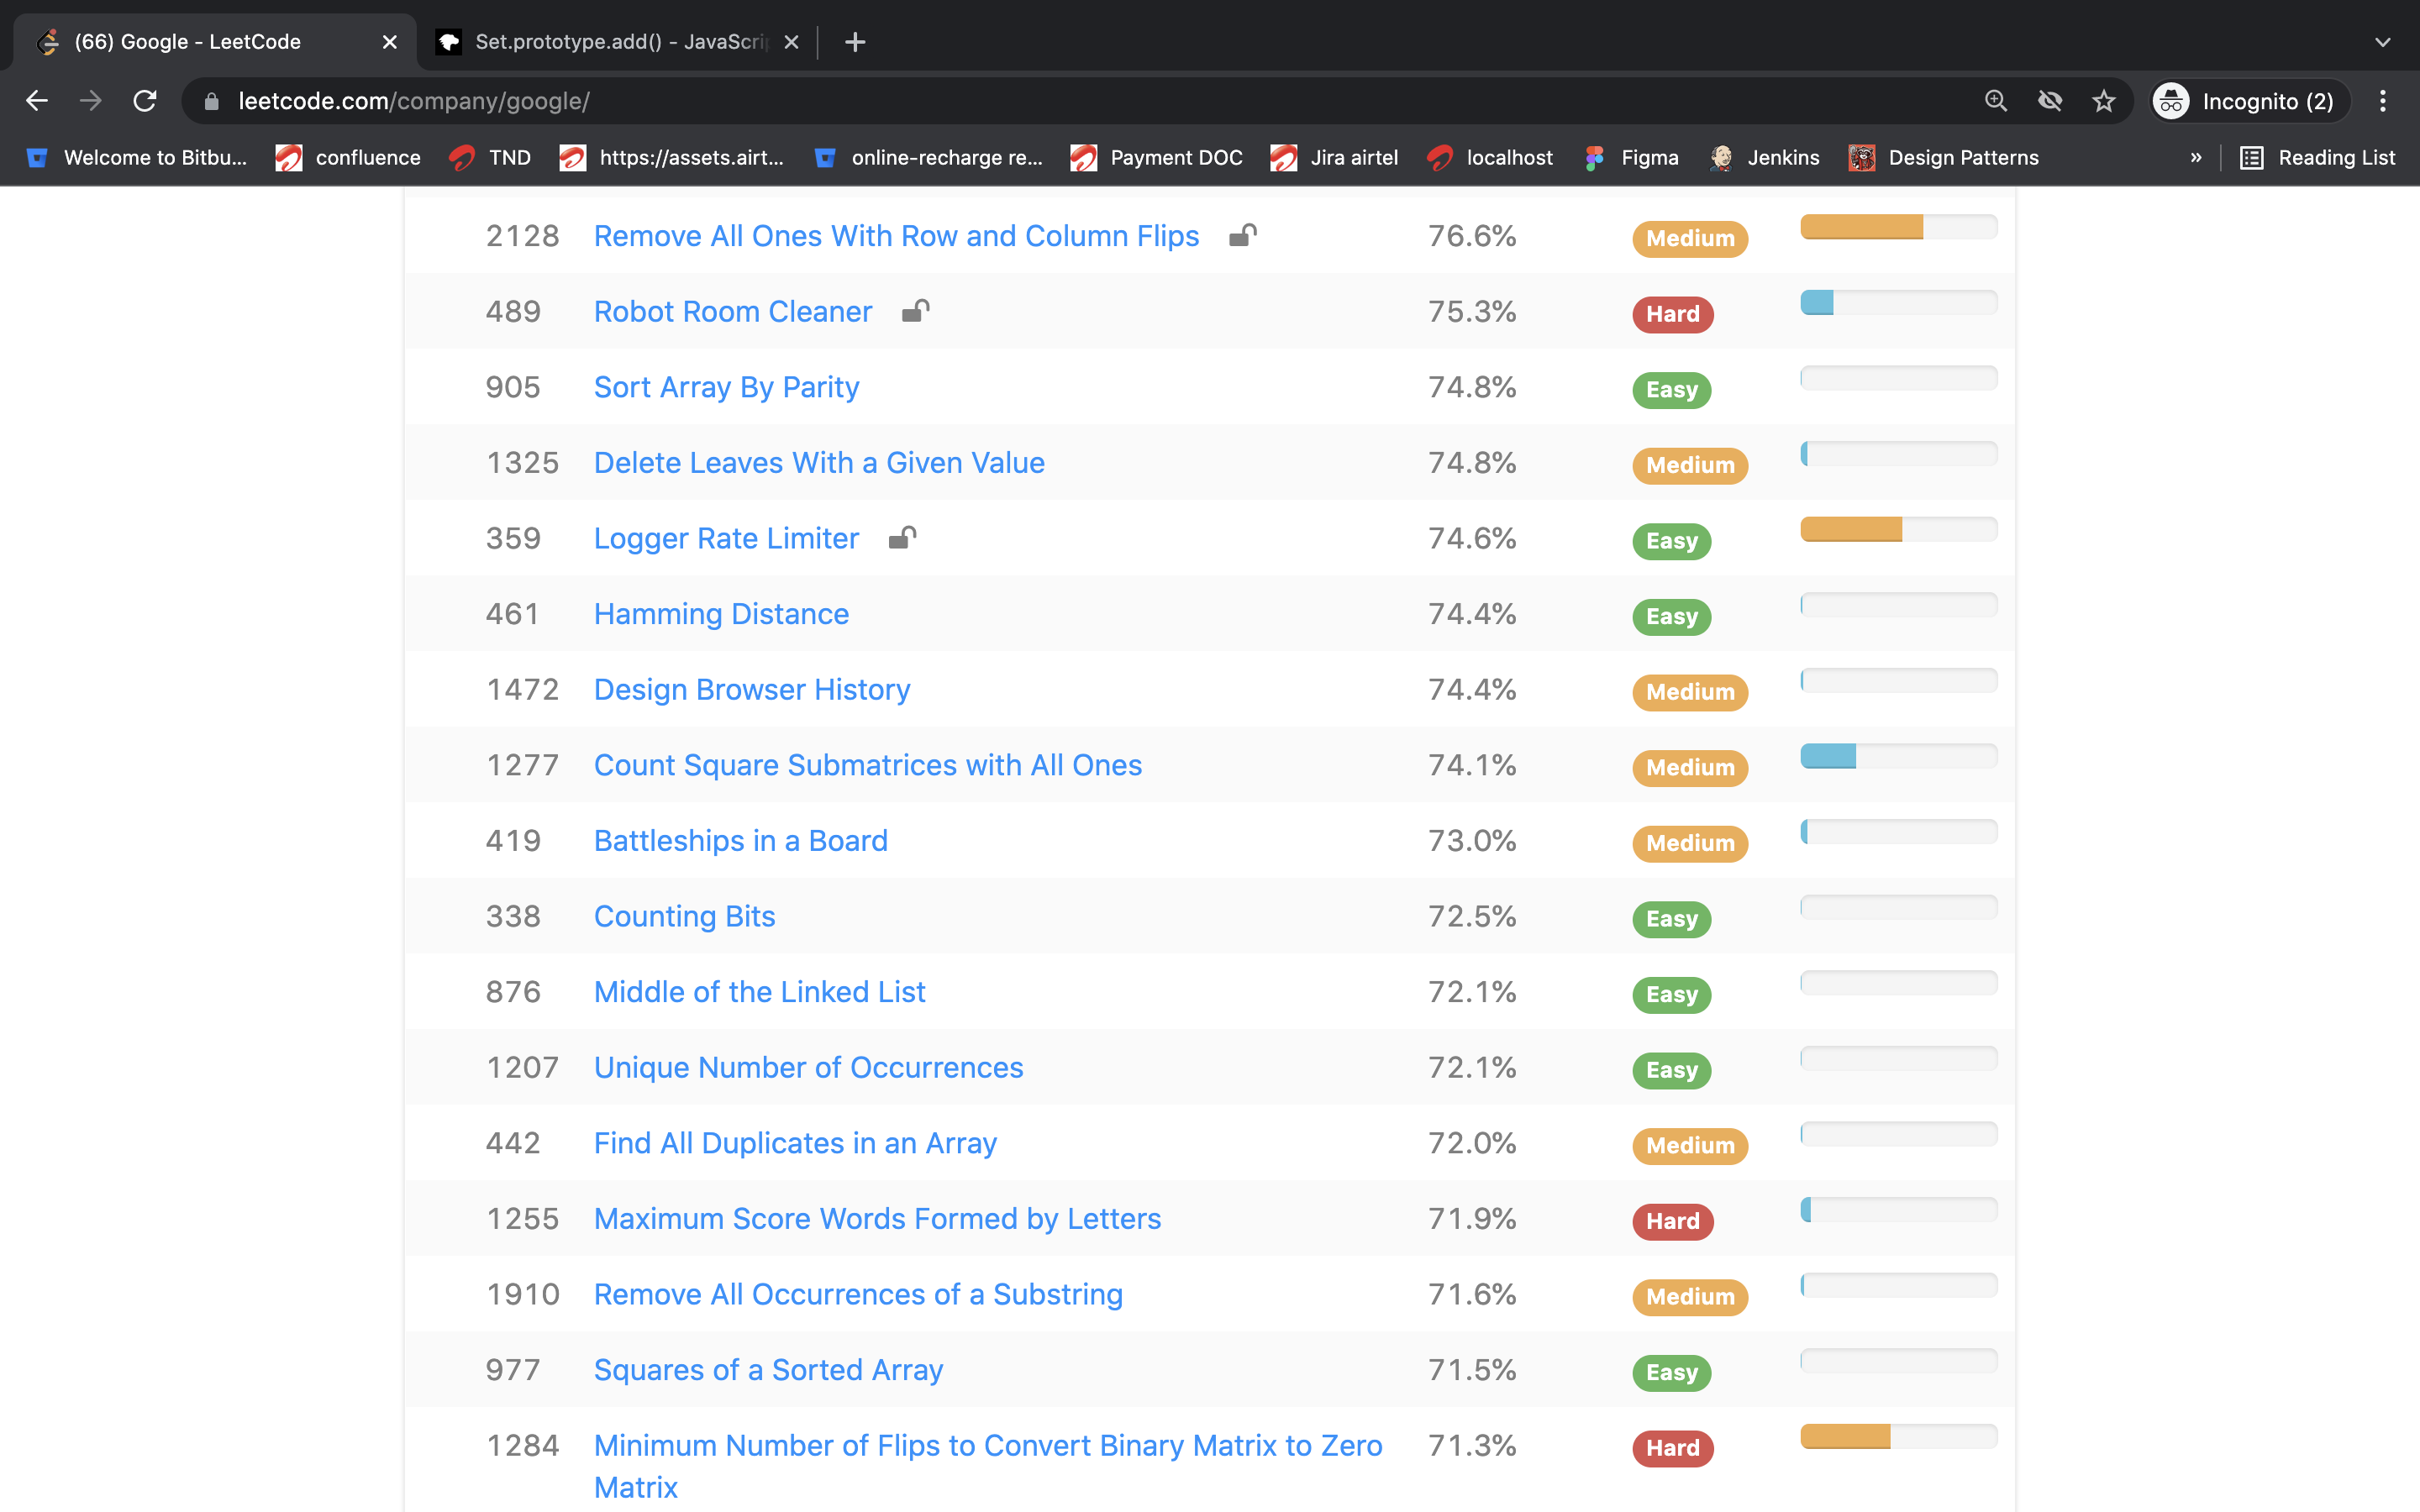 (66) Google - LeetCode
Set.prototype.add() - JavaScri
leetcode.com/company/google/
Incognito (2)
Welcome to Bitbu... confluence TND https://assets.airt... online-recharge re... Payment DOC Jira airtel localhost Figma Jenkins Design Patterns » Reading List
2128 Remove All Ones With Row and Column Flips 76.6% Medium
489 Robot Room Cleaner 75.3% Hard
905 Sort Array By Parity 74.8% Easy
1325 Delete Leaves With a Given Value 74.8% Medium
359 Logger Rate Limiter 74.6% Easy
461 Hamming Distance 74.4% Easy
1472 Design Browser History 74.4% Medium
1277 Count Square Submatrices with All Ones 74.1% Medium
419 Battleships in a Board 73.0% Medium
338 Counting Bits 72.5% Easy
876 Middle of the Linked List 72.1% Easy
1207 Unique Number of Occurrences 72.1% Easy
442 Find All Duplicates in an Array 72.0% Medium
1255 Maximum Score Words Formed by Letters 71.9% Hard
1910 Remove All Occurrences of a Substring 71.6% Medium
977 Squares of a Sorted Array 71.5% Easy
1284 Minimum Number of Flips to Convert Binary Matrix to Zero 71.3% Hard
Matrix